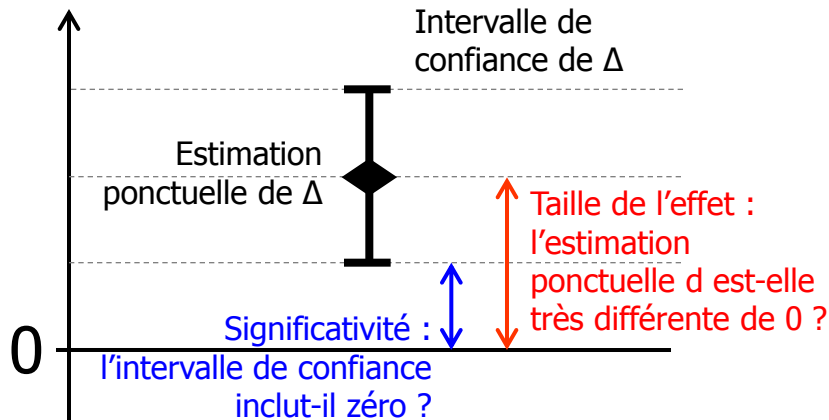 Intervalle de
confiance de Δ
Estimation
ponctuelle de Δ
Taille de l’effet :
l’estimation
ponctuelle d est-elle
très différente de 0 ?
Significativité :
l’intervalle de confiance
inclut-il zéro ?
0